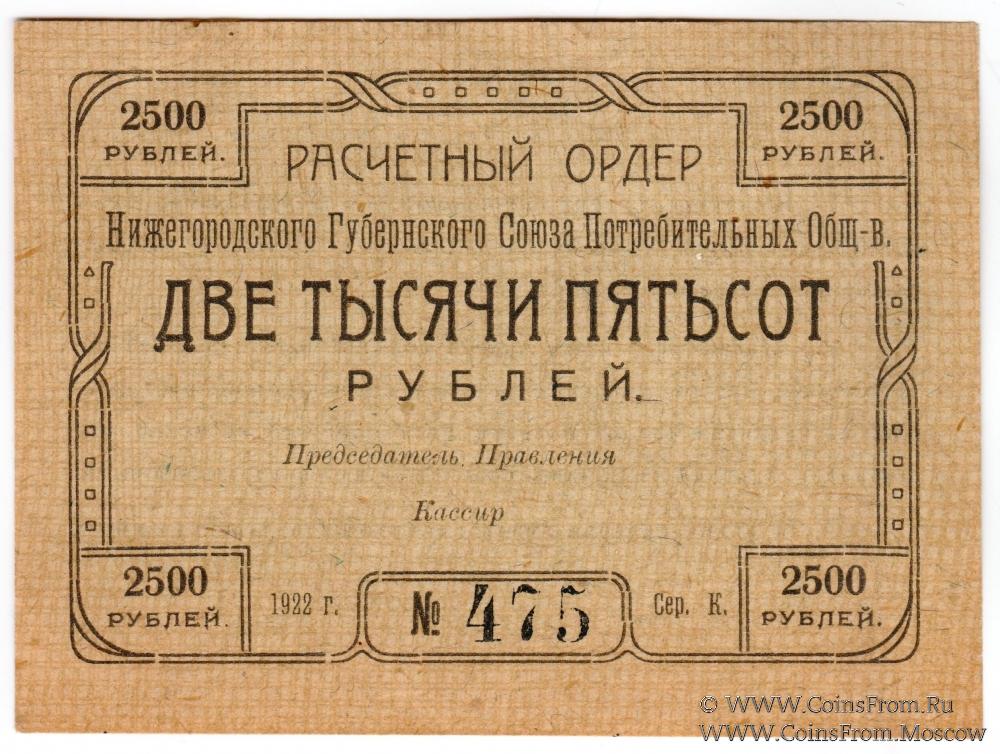 2500
РУБЛЕЙ.
2500
РУБЛЕЙ.
РАСЧЕТНЫЙ ОРДЕР
Нижегородского Губернского Союза Потребительных Общ-в.
ДВЕ ТЫСЯЧИ ПЯТЬСОТ
РУБЛЕЙ.
Председатель Правления
Кассир
2500
РУБЛЕЙ.
1922 г.
№ 475
Сер. К.
2500
РУБЛЕЙ.
© WWW.CoinsFrom.Ru
WWW.CoinsFrom.Moscow